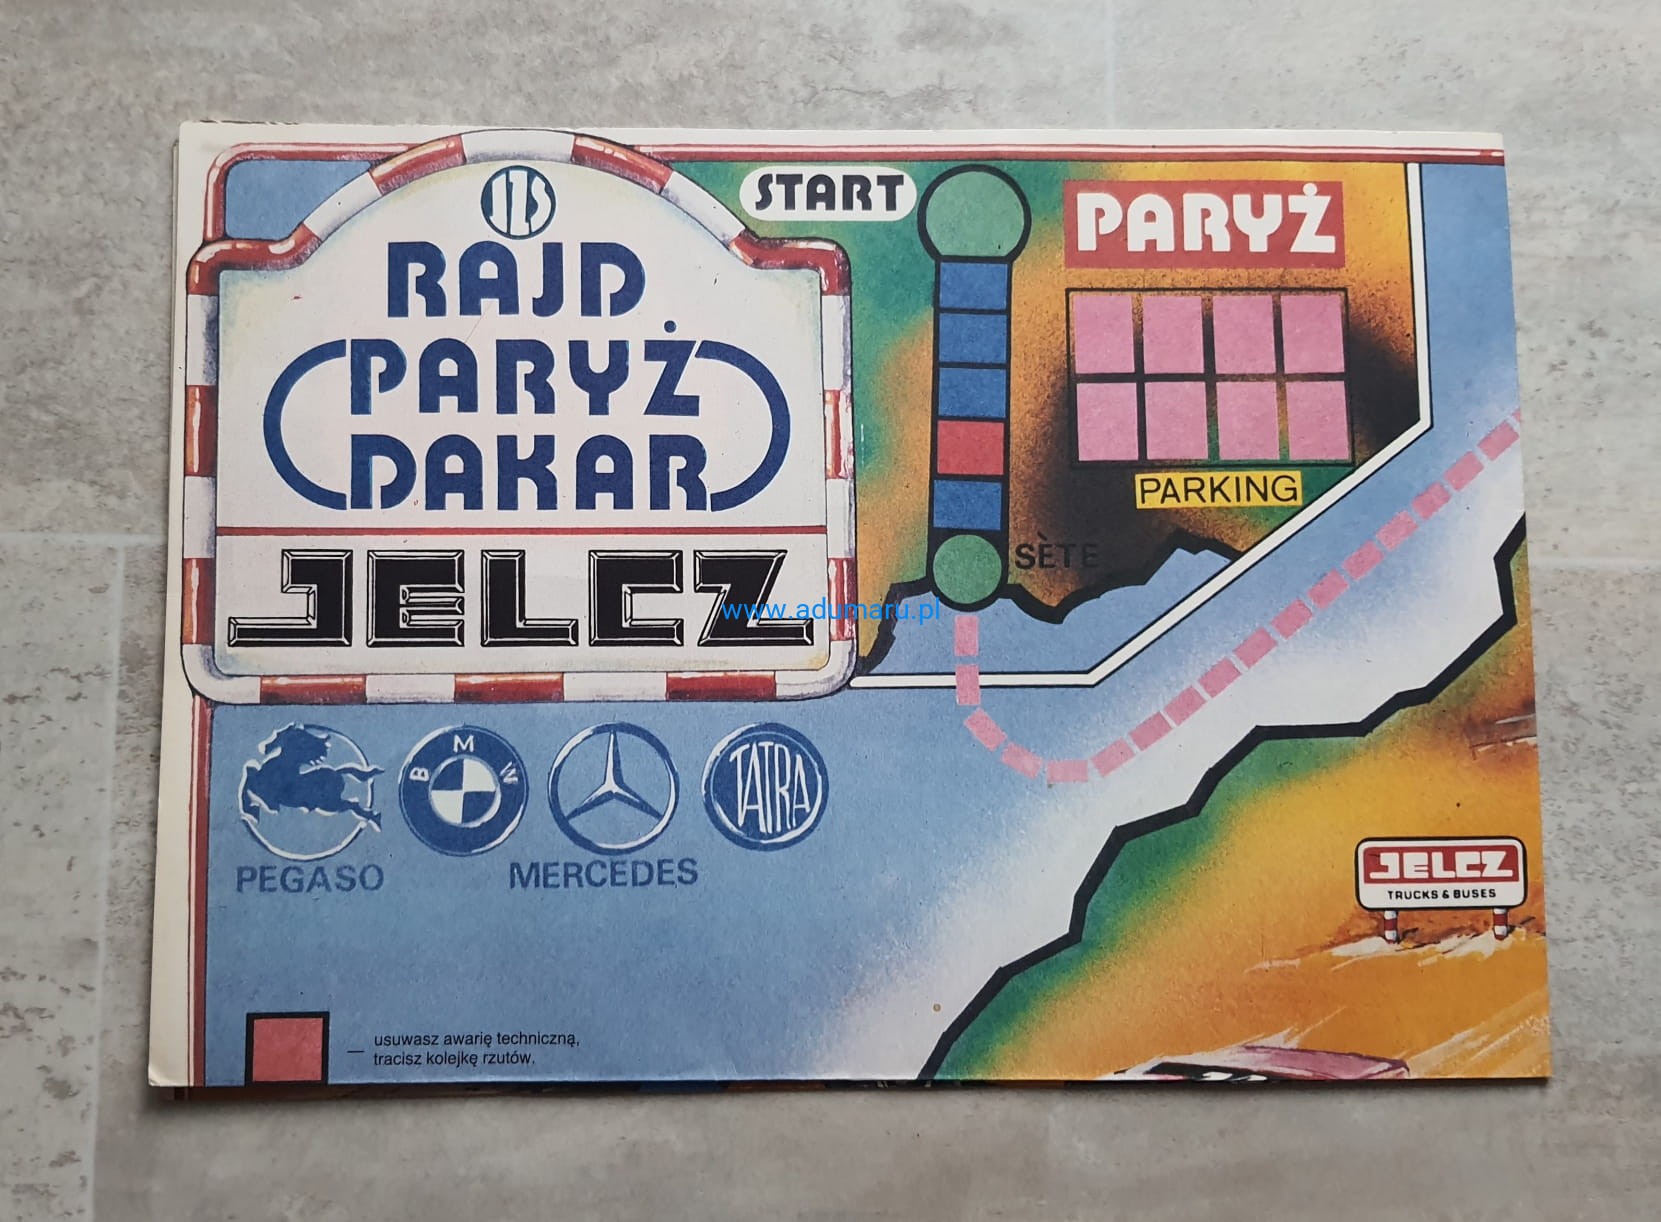 JZS
RAJD
PARYŻ
DAKAR
JELCZ
START
PARYŻ
PARKING
SÈTE
www.adumaru.pl
BMW
TATRA
PEGASO
MERCEDES
JELCZ
TRUCKS & BUSES
— usuwasz awarię techniczną,
tracisz kolejkę rzutów.